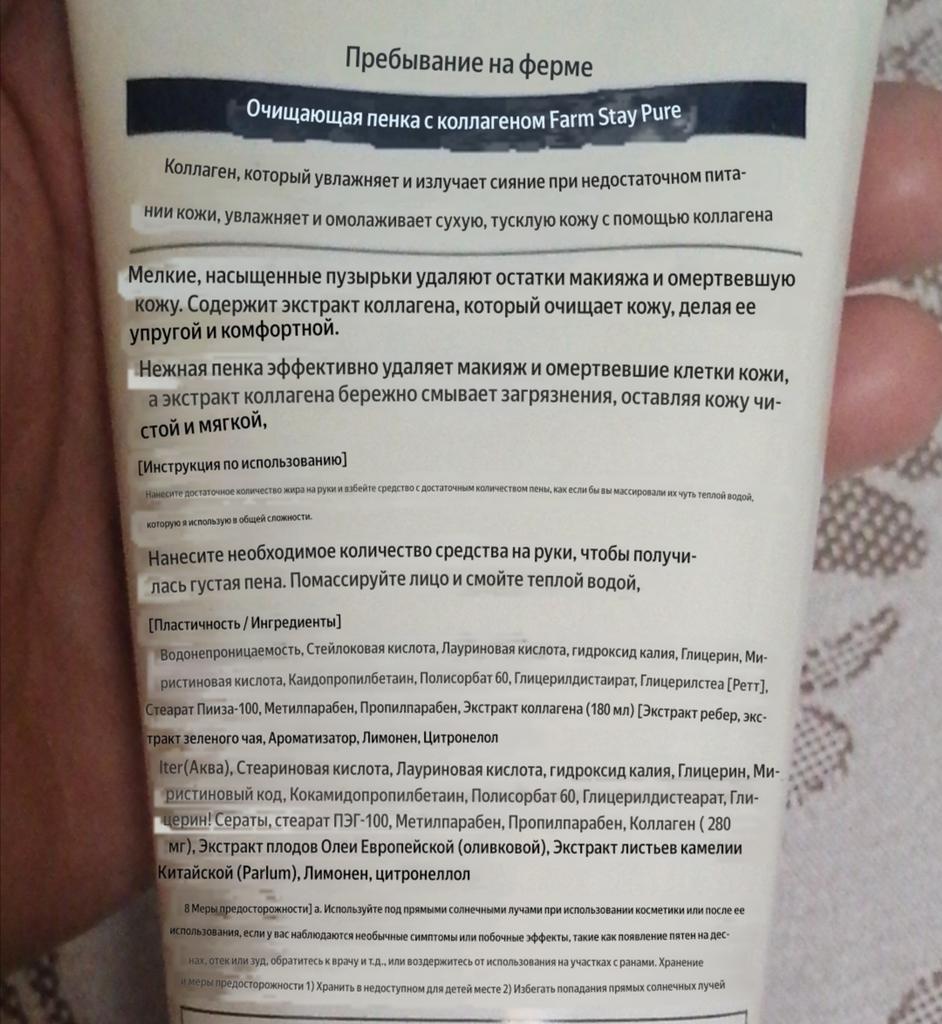 Пребывание на ферме
Очищающая пенка с коллагеном Farm Stay Pure
Коллаген, который увлажняет и излучает сияние при недостаточном пита-
нии кожи, увлажняет и омолаживает сухую, тусклую кожу с помощью коллагена
Мелкие, насыщенные пузырьки удаляют остатки макияжа и омертвевшую
кожу. Содержит экстракт коллагена, который очищает кожу, делая ее
упругой и комфортной.
Нежная пенка эффективно удаляет макияж и омертвевшие клетки кожи,
а экстракт коллагена бережно смывает загрязнения, оставляя кожу чи-
стой и мягкой,
[Инструкция по использованию]
Нанесите достаточное количество жира на руки и взбейте средство с достаточным количеством пены, как если бы вы массировали их чуть теплой водой,
которую я использую в общей сложности.
Нанесите необходимое количество средства на руки, чтобы получи-
лась густая пена. Помассируйте лицо и смойте теплой водой,
[Пластичность / Ингредиенты]
Водонепроницаемость, Стейлоковая кислота, Лауриновая кислота, гидроксид калия, Глицерин, Ми-
ристиновая кислота, Каидопропилбетаин, Полисорбат 60, Глицерилдистаират, Глицерилстеа [Ретт],
Стеарат Пииза-100, Метилпарабен, Пропилпарабен, Экстракт коллагена (180 мл) [Экстракт ребер, экс-
тракт зеленого чая, Ароматизатор, Лимонен, Цитронелол
Iter(Аква), Стеариновая кислота, Лауриновая кислота, гидроксид калия, Глицерин, Ми-
ристиновый код, Кокамидопропилбетаин, Полисорбат 60, Глицерилдистеарат, Гли-
церин! Сераты, стеарат ПЭГ-100, Метилпарабен, Пропилпарабен, Коллаген ( 280
мг), Экстракт плодов Олеи Европейской (оливковой), Экстракт листьев камелии
Китайской (Parlum), Лимонен, цитронеллол
8 Меры предосторожности] а. Используйте под прямыми солнечными лучами при использовании косметики или после ее
использования, если у вас наблюдаются необычные симптомы или побочные эффекты, такие как появление пятен на дес-
нах, отек или зуд, обратитесь к врачу и т.д., или воздержитесь от использования на участках с ранами. Хранение
и меры предосторожности 1) Хранить в недоступном для детей месте 2) Избегать попадания прямых солнечных лучей